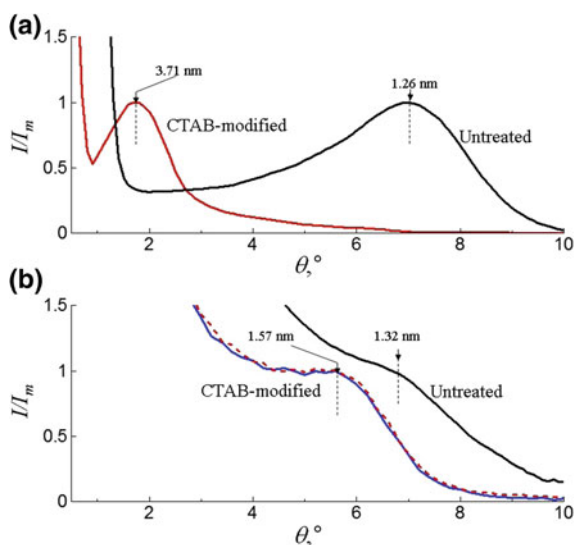 (a)
1.5
1
0.5
0
I/Im
3.71 nm
1.26 nm
CTAB-modified
Untreated
2
4
6
8
10
θ,°
(b)
1.5
1
0.5
0
I/Im
1.57 nm
1.32 nm
CTAB-modified
Untreated
2
4
6
8
10
θ,°